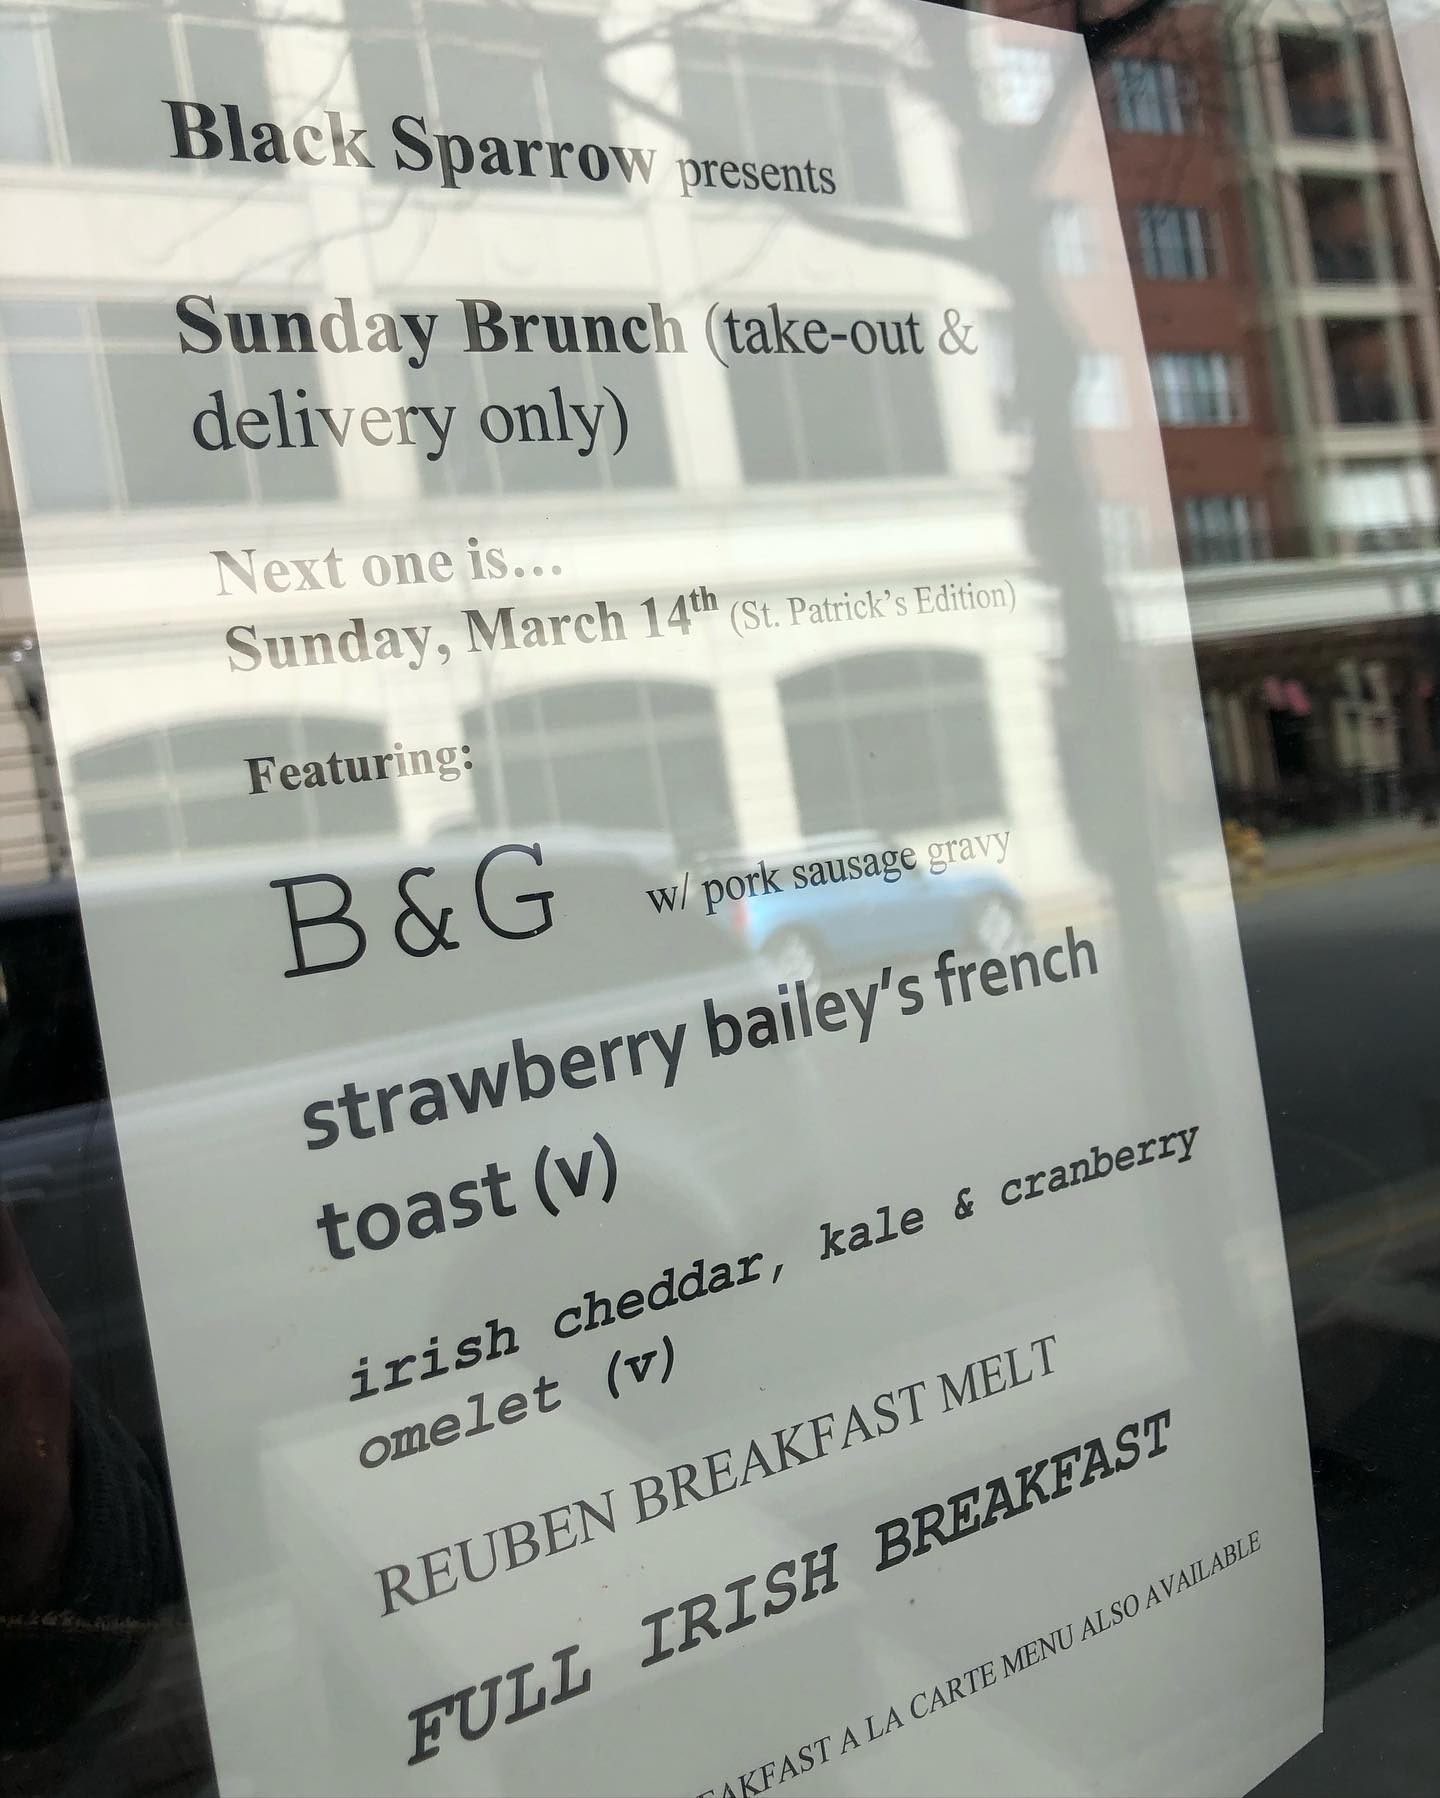 Black Sparrow presents
Sunday Brunch (take-out &
delivery only)
Next one is...
Sunday, March 14th (St. Patrick's Edition)
Featuring:
B & G w/ pork sausage gravy
strawberry bailey's french
toast (v)
irish cheddar, kale & cranberry
omelet (v)
REUBEN BREAKFAST MELT
FULL IRISH BREAKFAST
A LA CARTE MENU ALSO AVAILABLE